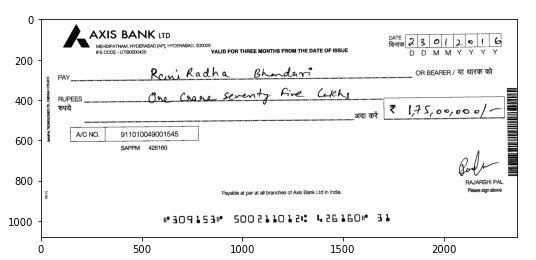 AXIS BANK LTD
MEHDIPATNAM, HYDERABAD [AP], HYDERABAD, 500028
IFS CODE - UTIB0000426
VALID FOR THREE MONTHS FROM THE DATE OF ISSUE
DATE
दिनांक
2 3 0 1 2 0 1 6
D D M M Y Y Y Y
PAY Rami Radha Bhandari OR BEARER / या धारक को
RUPEES One Crore seventy Five Lakhs
रुपये
अदा करे ₹ 1,75,00,000/-
A/C NO. 911010049001545
SAPPM 426160
RAJARSHI PAL
Please sign above
Payable at par at all branches of Axis Bank Ltd in India.
⑈309153⑈ 500211012⑆ 426160⑈ 31
0
200
400
600
800
1000
0 500 1000 1500 2000